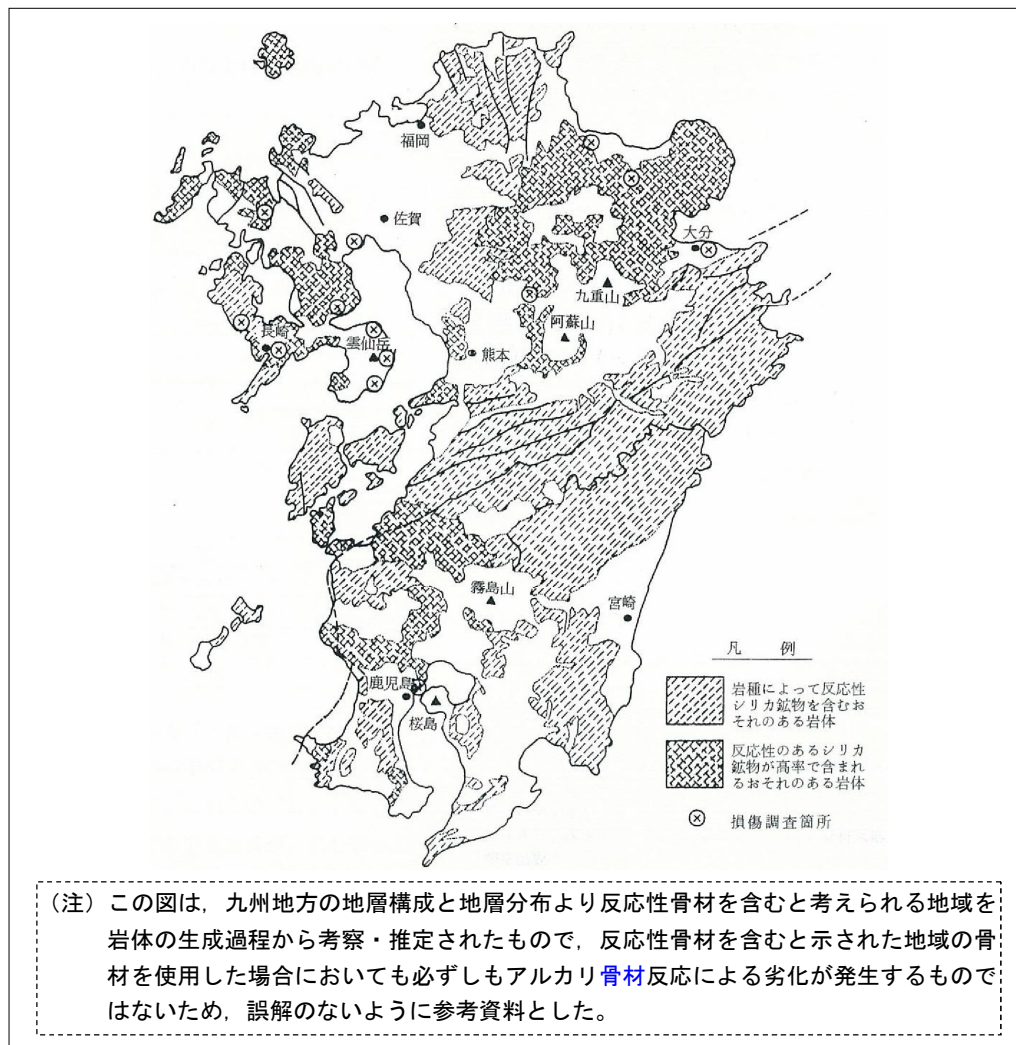 福岡
佐賀
大分
九重山
阿蘇山
長崎
雲仙岳
熊本
霧島山
宮崎
鹿児島
桜島
凡 例
岩種によって反応性
シリカ鉱物を含むお
それのある岩体
反応性のあるシリカ
鉱物が高率で含まれ
るおそれのある岩体
損傷調査箇所
(注) この図は，九州地方の地層構成と地層分布より反応性骨材を含むと考えられる地域を
岩体の生成過程から考察・推定されたもので，反応性骨材を含むと示された地域の骨
材を使用した場合においても必ずしもアルカリ骨材反応による劣化が発生するもので
はないため，誤解のないように参考資料とした。